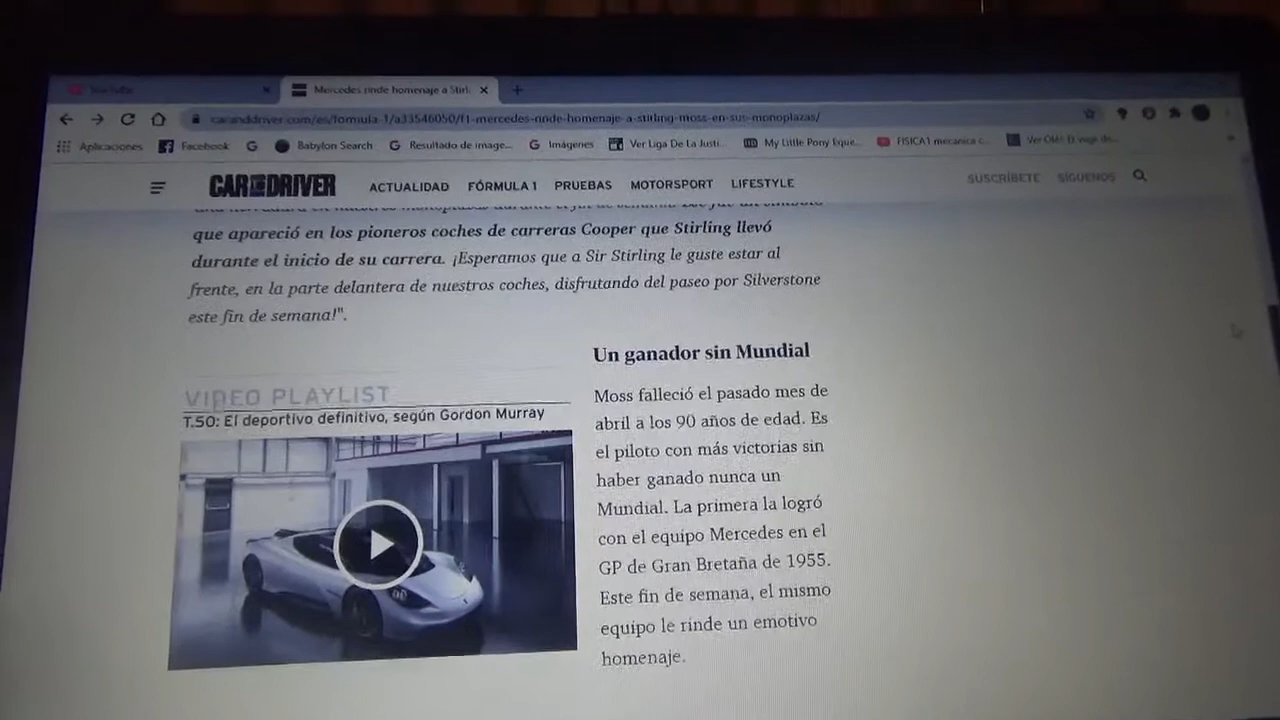 YouTube
Mercedes rinde homenaje a Stirl
caranddriver.com/es/formula-1/a33546050/f1-mercedes-rinde-homenaje-a-stirling-moss-en-sus-monoplazas/
Aplicaciones Facebook Babylon Search Resultado de image... Imágenes Ver Liga De La Justi... My Little Pony Eque... FISICA1 mecanica c... Ver Olé! El viaje de...
CAR AND DRIVER ACTUALIDAD FÓRMULA 1 PRUEBAS MOTORSPORT LIFESTYLE SUSCRÍBETE SÍGUENOS
que apareció en los pioneros coches de carreras Cooper que Stirling llevó
durante el inicio de su carrera. ¡Esperamos que a Sir Stirling le guste estar al
frente, en la parte delantera de nuestros coches, disfrutando del paseo por Silverstone
este fin de semana!".
VIDEO PLAYLIST
T.50: El deportivo definitivo, según Gordon Murray
Un ganador sin Mundial
Moss falleció el pasado mes de
abril a los 90 años de edad. Es
el piloto con más victorias sin
haber ganado nunca un
Mundial. La primera la logró
con el equipo Mercedes en el
GP de Gran Bretaña de 1955.
Este fin de semana, el mismo
equipo le rinde un emotivo
homenaje.